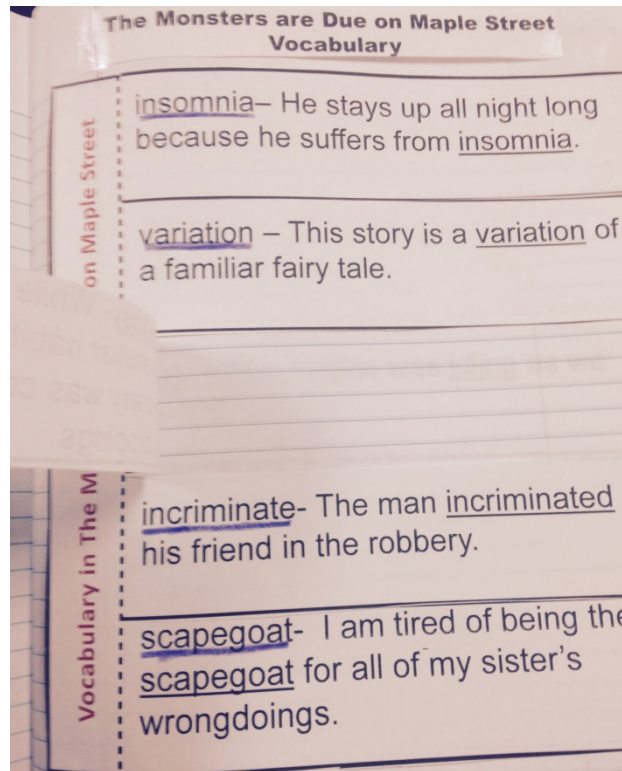 The Monsters are Due on Maple Street
Vocabulary
insomnia– He stays up all night long
because he suffers from insomnia.
variation – This story is a variation of
a familiar fairy tale.
incriminate- The man incriminated
his friend in the robbery.
scapegoat- I am tired of being the
scapegoat for all of my sister's
wrongdoings.
on Maple Street
Vocabulary in The M